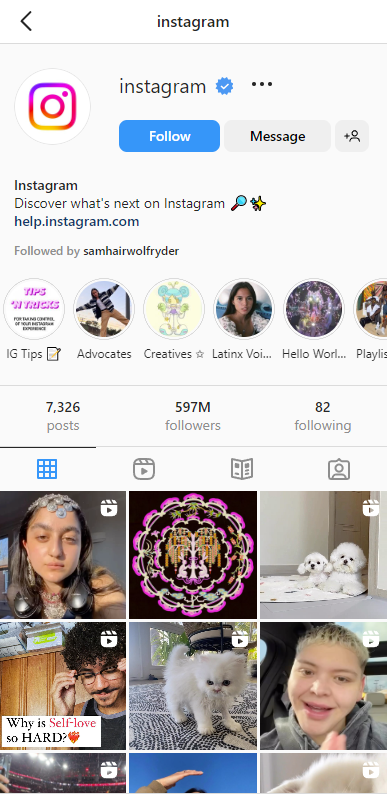 instagram
instagram
Follow
Message
Instagram
Discover what's next on Instagram 🔎✨
help.instagram.com
Followed by samhairwolfryder
TIPS
'N TRICKS
FOR TAKING CONTROL
OF YOUR INSTAGRAM
EXPERIENCE
IG Tips 📝 Advocates Creatives ☆ Latinx Voi... Hello Worl... Playlis
7,326 597M 82
posts followers following
Why is Self-love
so HARD?❤️‍🔥